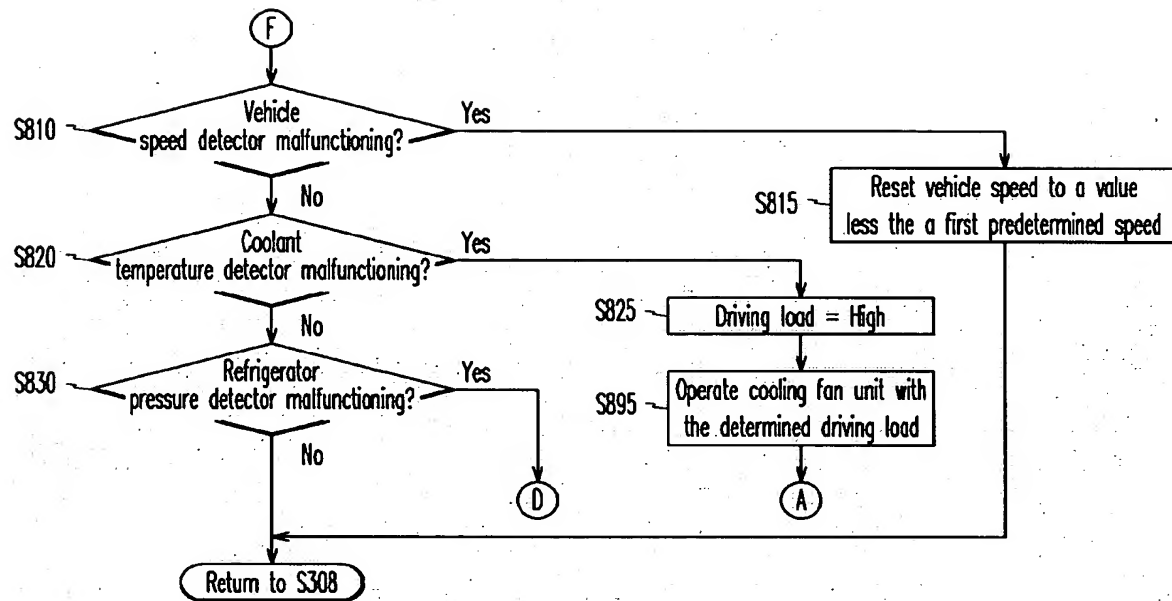 F
Vehicle
speed detector malfunctioning?
Yes
S810
No
Reset vehicle speed to a value
less the a first predetermined speed
S815
Coolant
temperature detector malfunctioning?
Yes
S820
No
S825
Driving load = High
Refrigerator
pressure detector malfunctioning?
Yes
S830
No
S895
Operate cooling fan unit with
the determined driving load
D
A
Return to S308